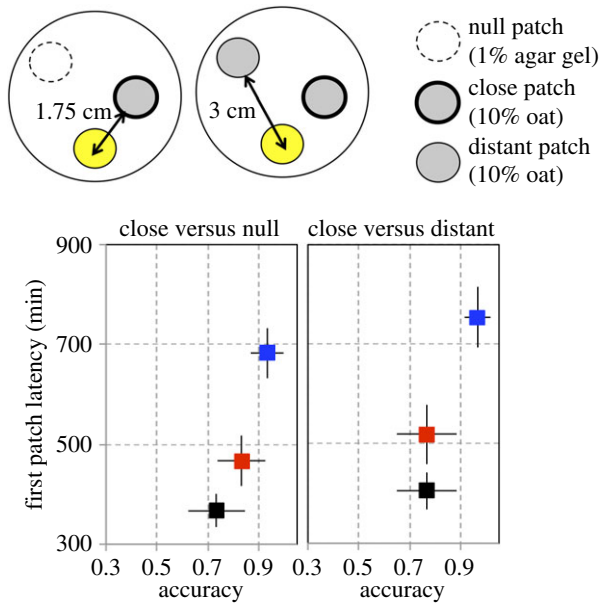 null patch
(1% agar gel)
1.75 cm
3 cm
close patch
(10% oat)
distant patch
(10% oat)
close versus null
close versus distant
first patch latency (min)
900
700
500
300
0.3 0.5 0.7 0.9
0.3 0.5 0.7 0.9
accuracy
accuracy